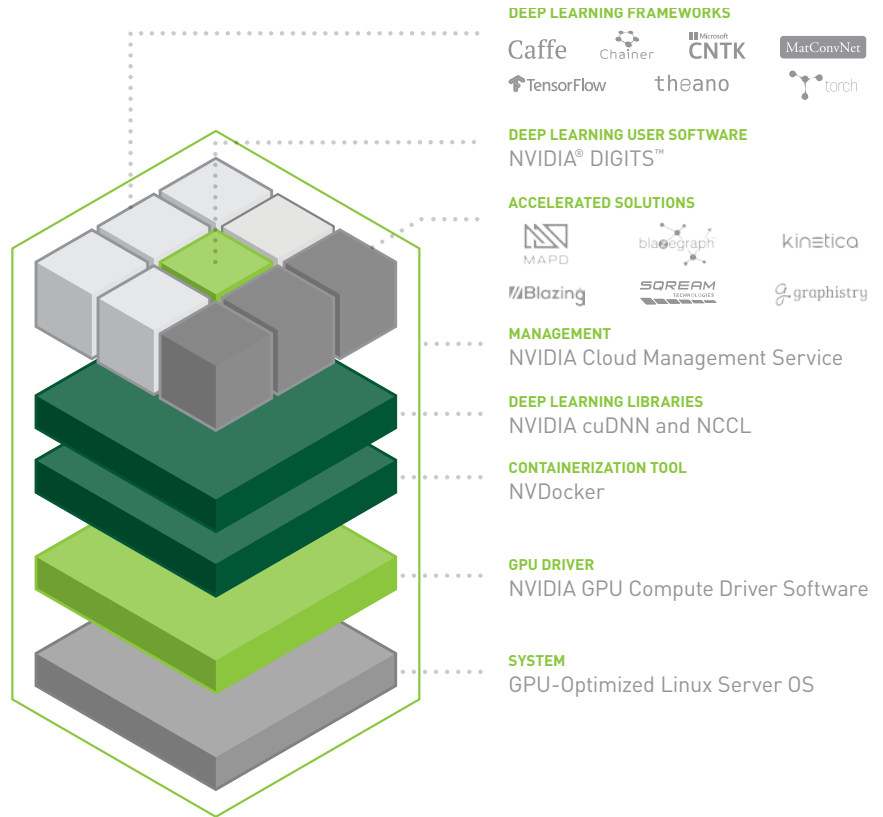 DEEP LEARNING FRAMEWORKS
Caffe Chainer Microsoft CNTK MatConvNet
TensorFlow theano torch
DEEP LEARNING USER SOFTWARE
NVIDIA® DIGITS™
ACCELERATED SOLUTIONS
MAPD blazegraph kinetica
Blazing SQREAM TECHNOLOGIES graphistry
MANAGEMENT
NVIDIA Cloud Management Service
DEEP LEARNING LIBRARIES
NVIDIA cuDNN and NCCL
CONTAINERIZATION TOOL
NVDocker
GPU DRIVER
NVIDIA GPU Compute Driver Software
SYSTEM
GPU-Optimized Linux Server OS